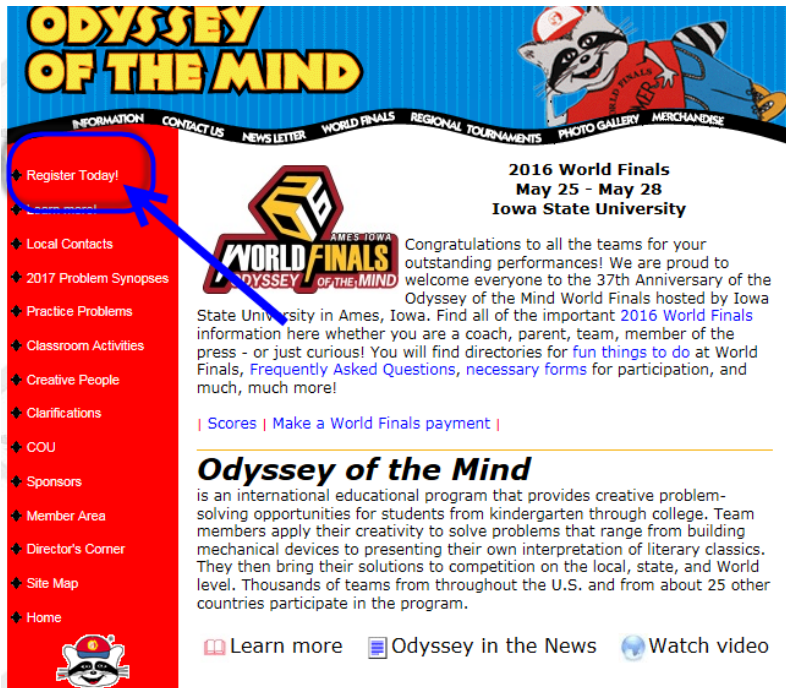 ODYSSEY
OF THE MIND
INFORMATION
CONTACT US
NEWS LETTER
WORLD FINALS
REGIONAL TOURNAMENTS
PHOTO GALLERY
MERCHANDISE
Register Today!
Learn more!
Local Contacts
2017 Problem Synopses
Practice Problems
Classroom Activities
Creative People
Clarifications
COU
Sponsors
Member Area
Director's Corner
Site Map
Home
AMES IOWA
WORLD FINALS
ODYSSEY OF THE MIND
2016 World Finals
May 25 - May 28
Iowa State University
Congratulations to all the teams for your
outstanding performances! We are proud to
welcome everyone to the 37th Anniversary of the
Odyssey of the Mind World Finals hosted by Iowa
State University in Ames, Iowa. Find all of the important 2016 World Finals
information here whether you are a coach, parent, team, member of the
press - or just curious! You will find directories for fun things to do at World
Finals, Frequently Asked Questions, necessary forms for participation, and
much, much more!
| Scores | Make a World Finals payment |
Odyssey of the Mind
is an international educational program that provides creative problem-
solving opportunities for students from kindergarten through college. Team
members apply their creativity to solve problems that range from building
mechanical devices to presenting their own interpretation of literary classics.
They then bring their solutions to competition on the local, state, and World
level. Thousands of teams from throughout the U.S. and from about 25 other
countries participate in the program.
Learn more
Odyssey in the News
Watch video